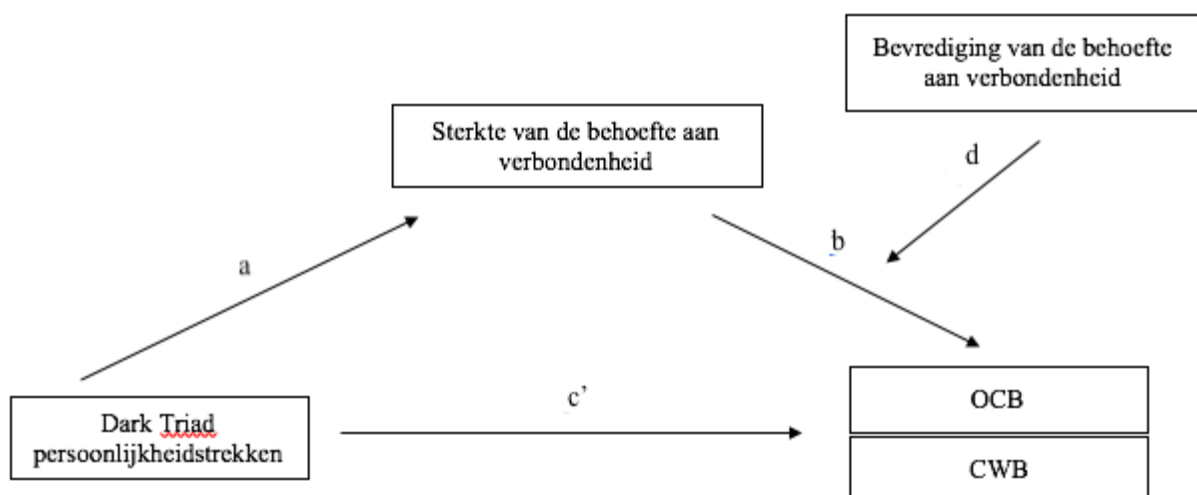 Bevrediging van de behoefte
aan verbondenheid
Sterkte van de behoefte aan
verbondenheid
d
b
a
Dark Triad
persoonlijkheidstrekken
c’
OCB
CWB